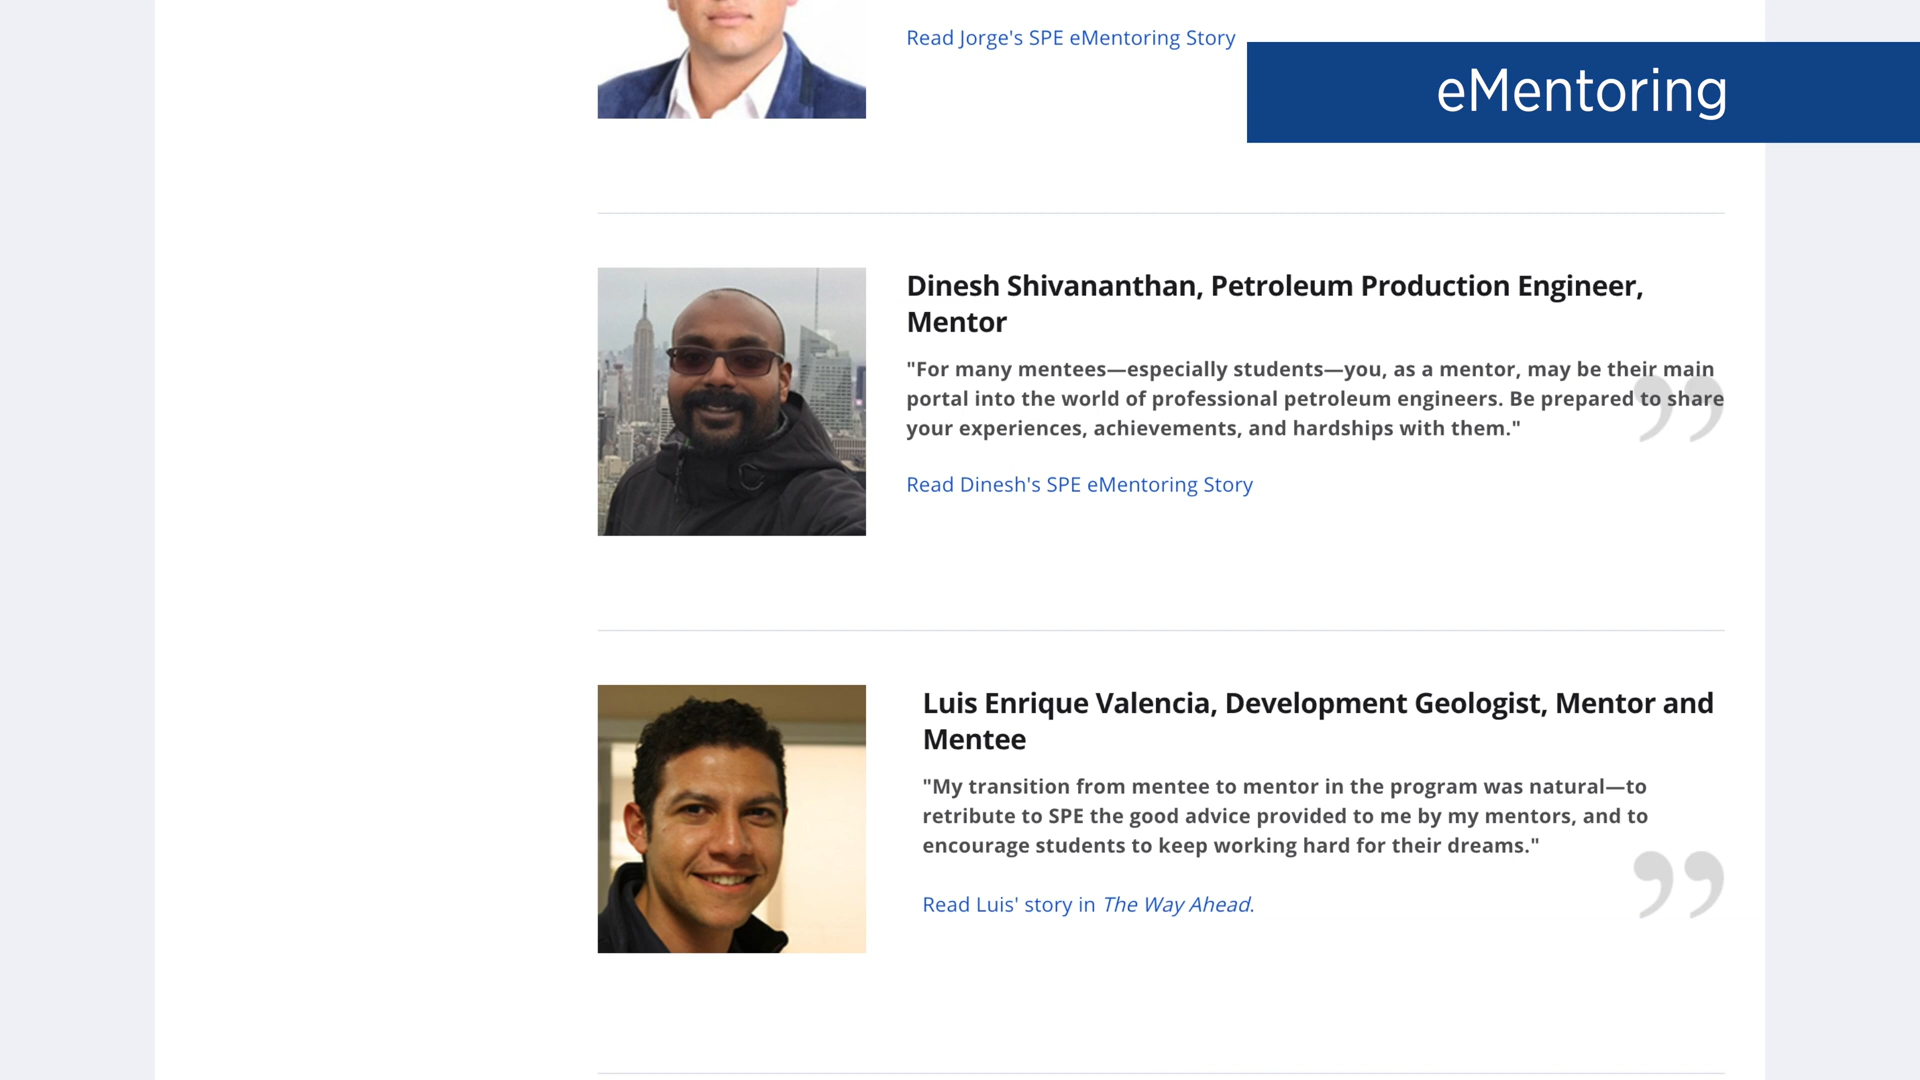 Read Jorge's SPE eMentoring Story
eMentoring
Dinesh Shivananthan, Petroleum Production Engineer,
Mentor
"For many mentees—especially students—you, as a mentor, may be their main
portal into the world of professional petroleum engineers. Be prepared to share
your experiences, achievements, and hardships with them."
Read Dinesh's SPE eMentoring Story
Luis Enrique Valencia, Development Geologist, Mentor and
Mentee
"My transition from mentee to mentor in the program was natural—to
retribute to SPE the good advice provided to me by my mentors, and to
encourage students to keep working hard for their dreams."
Read Luis' story in The Way Ahead.